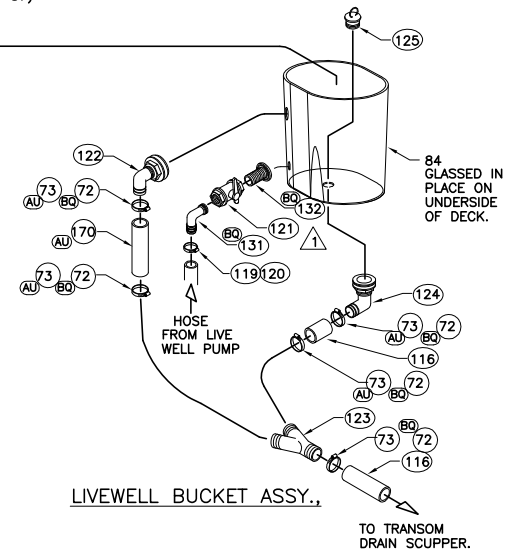 125
84
GLASSED IN
PLACE ON
UNDERSIDE
OF DECK.
122
AU 73 BQ 72
BQ 132
121
AU 170
BQ 131
1
119 120
124
AU 73 BQ 72
HOSE
FROM LIVE
WELL PUMP
73 72
AU BQ
116
73 72
AU BQ
123
BQ
73 72
116
LIVEWELL BUCKET ASSY.,
TO TRANSOM
DRAIN SCUPPER.